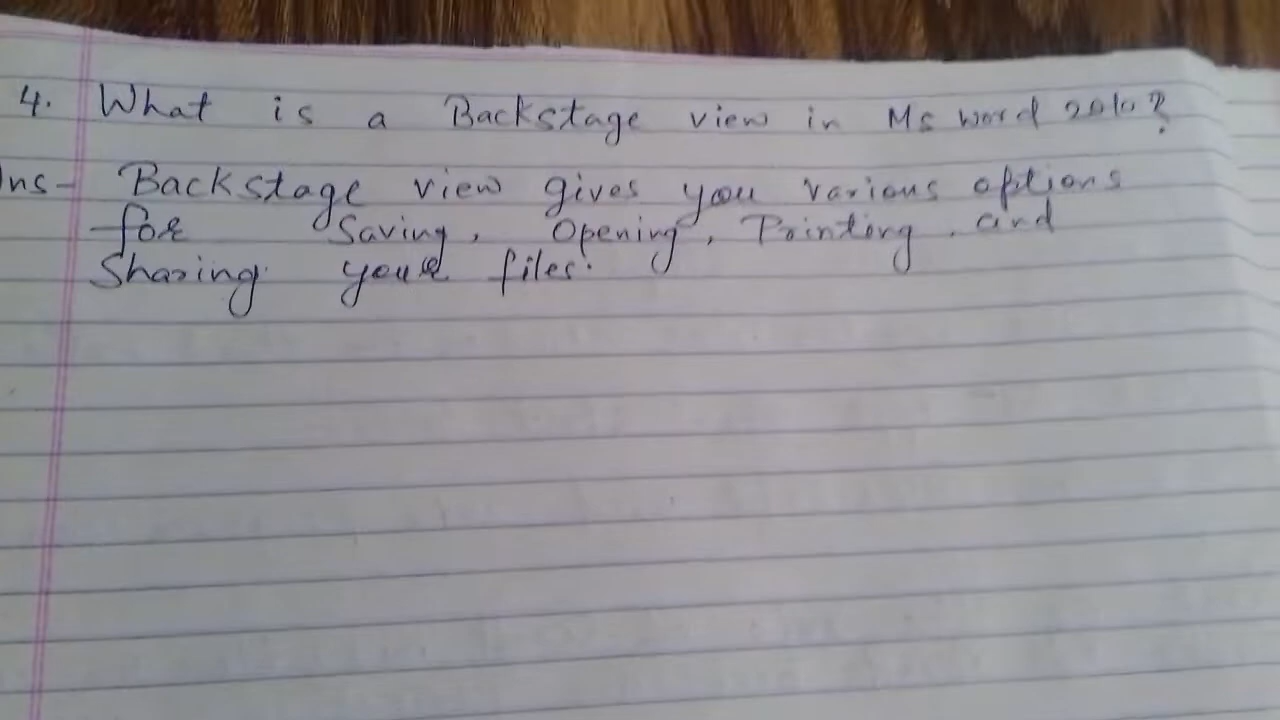 4. What is a Backstage view in Ms word 2010?
Ans- Backstage view gives you various options
for Saving, Opening, Printing, and
Sharing your files.